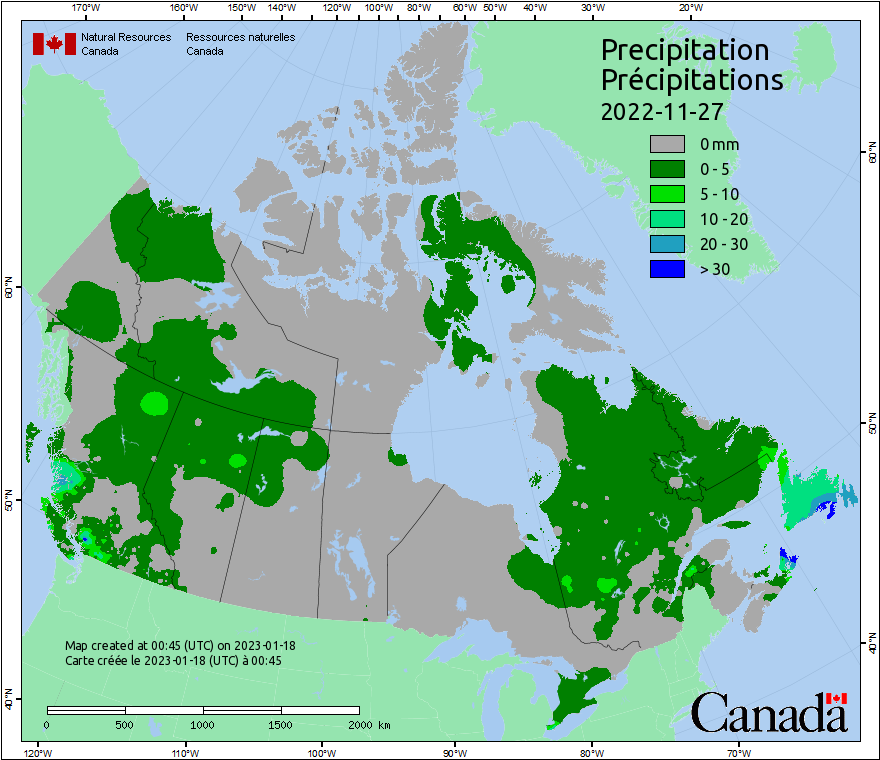 170°W 160°W 150°W 140°W 120°W 100°W 80°W 60°W 50°W 40°W 30°W 20°W
Natural Resources Ressources naturelles
Canada Canada
Precipitation
Précipitations
2022-11-27
0 mm
0 - 5
5 - 10
10 - 20
20 - 30
> 30
60°N
60°N
50°N
50°N
40°N
40°N
Map created at 00:45 (UTC) on 2023-01-18
Carte créée le 2023-01-18 (UTC) à 00:45
0 500 1000 1500 2000 km
Canada
120°W 110°W 100°W 90°W 80°W 70°W